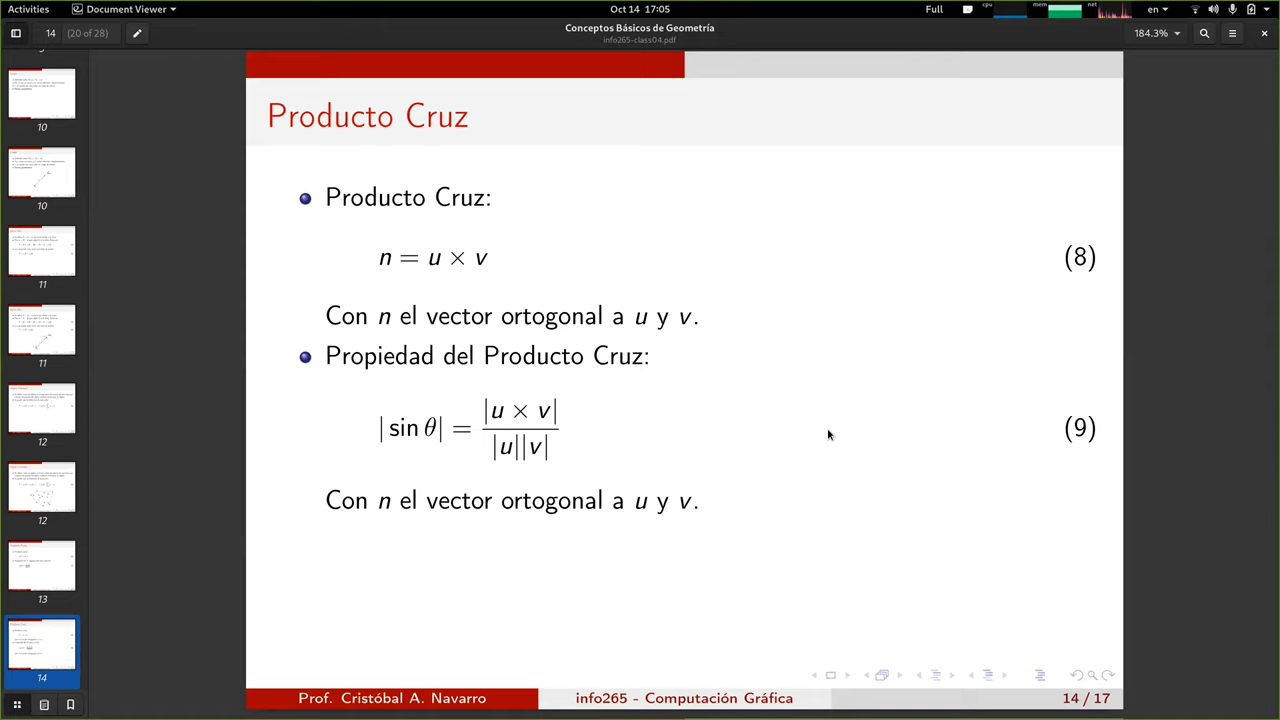 Activities
Document Viewer
Oct 14 17:05
Full
cpu
mem
net
en
14
(20 of 28)
Conceptos Básicos de Geometría
info265-class04.pdf
184.3%
10
10
11
11
12
12
13
14
Producto Cruz
Producto Cruz:
n = u × v (8)
Con n el vector ortogonal a u y v.
Propiedad del Producto Cruz:
|sin θ| = |u × v| / |u||v| (9)
Con n el vector ortogonal a u y v.
Prof. Cristóbal A. Navarro
info265 - Computación Gráfica
14 / 17